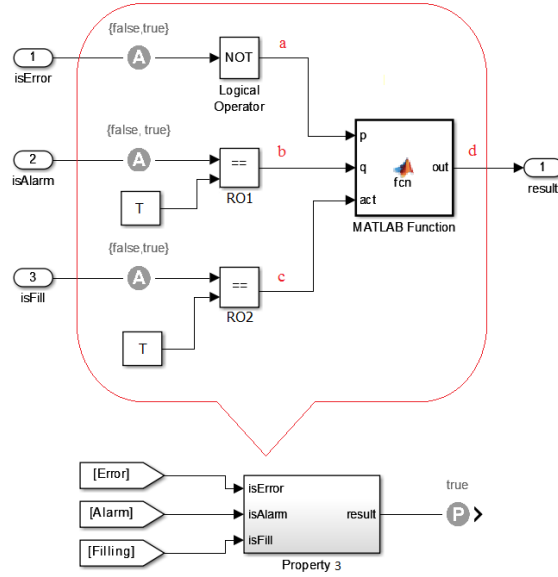 {false,true}
1
A
NOT
a
isError
Logical
Operator
{false, true}
p
2
A
==
b
q
fcn
out
d
1
isAlarm
T
RO1
act
result
MATLAB Function
{false,true}
3
A
==
c
isFill
RO2
T
[Error]
true
isError
[Alarm]
isAlarm
result
P
[Filling]
isFill
Property 3